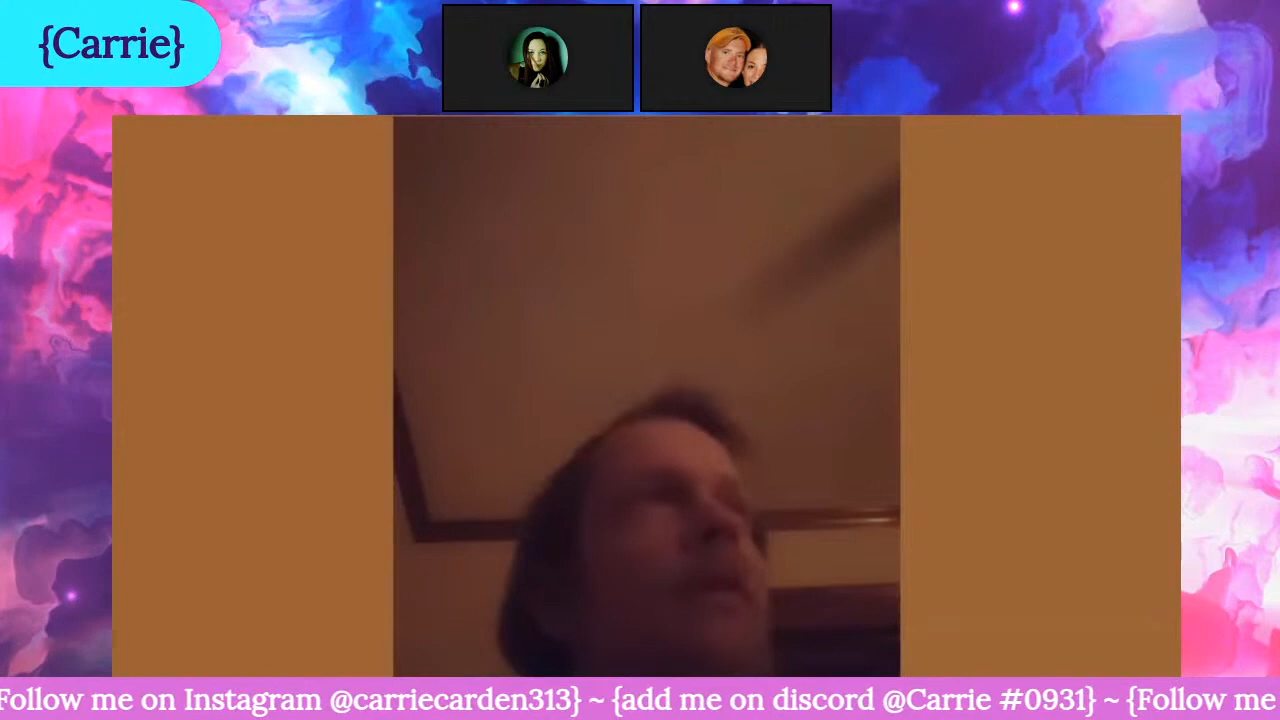 {Carrie}
Follow me on Instagram @carriecarden313} ~ {add me on discord @Carrie #0931} ~ {Follow me